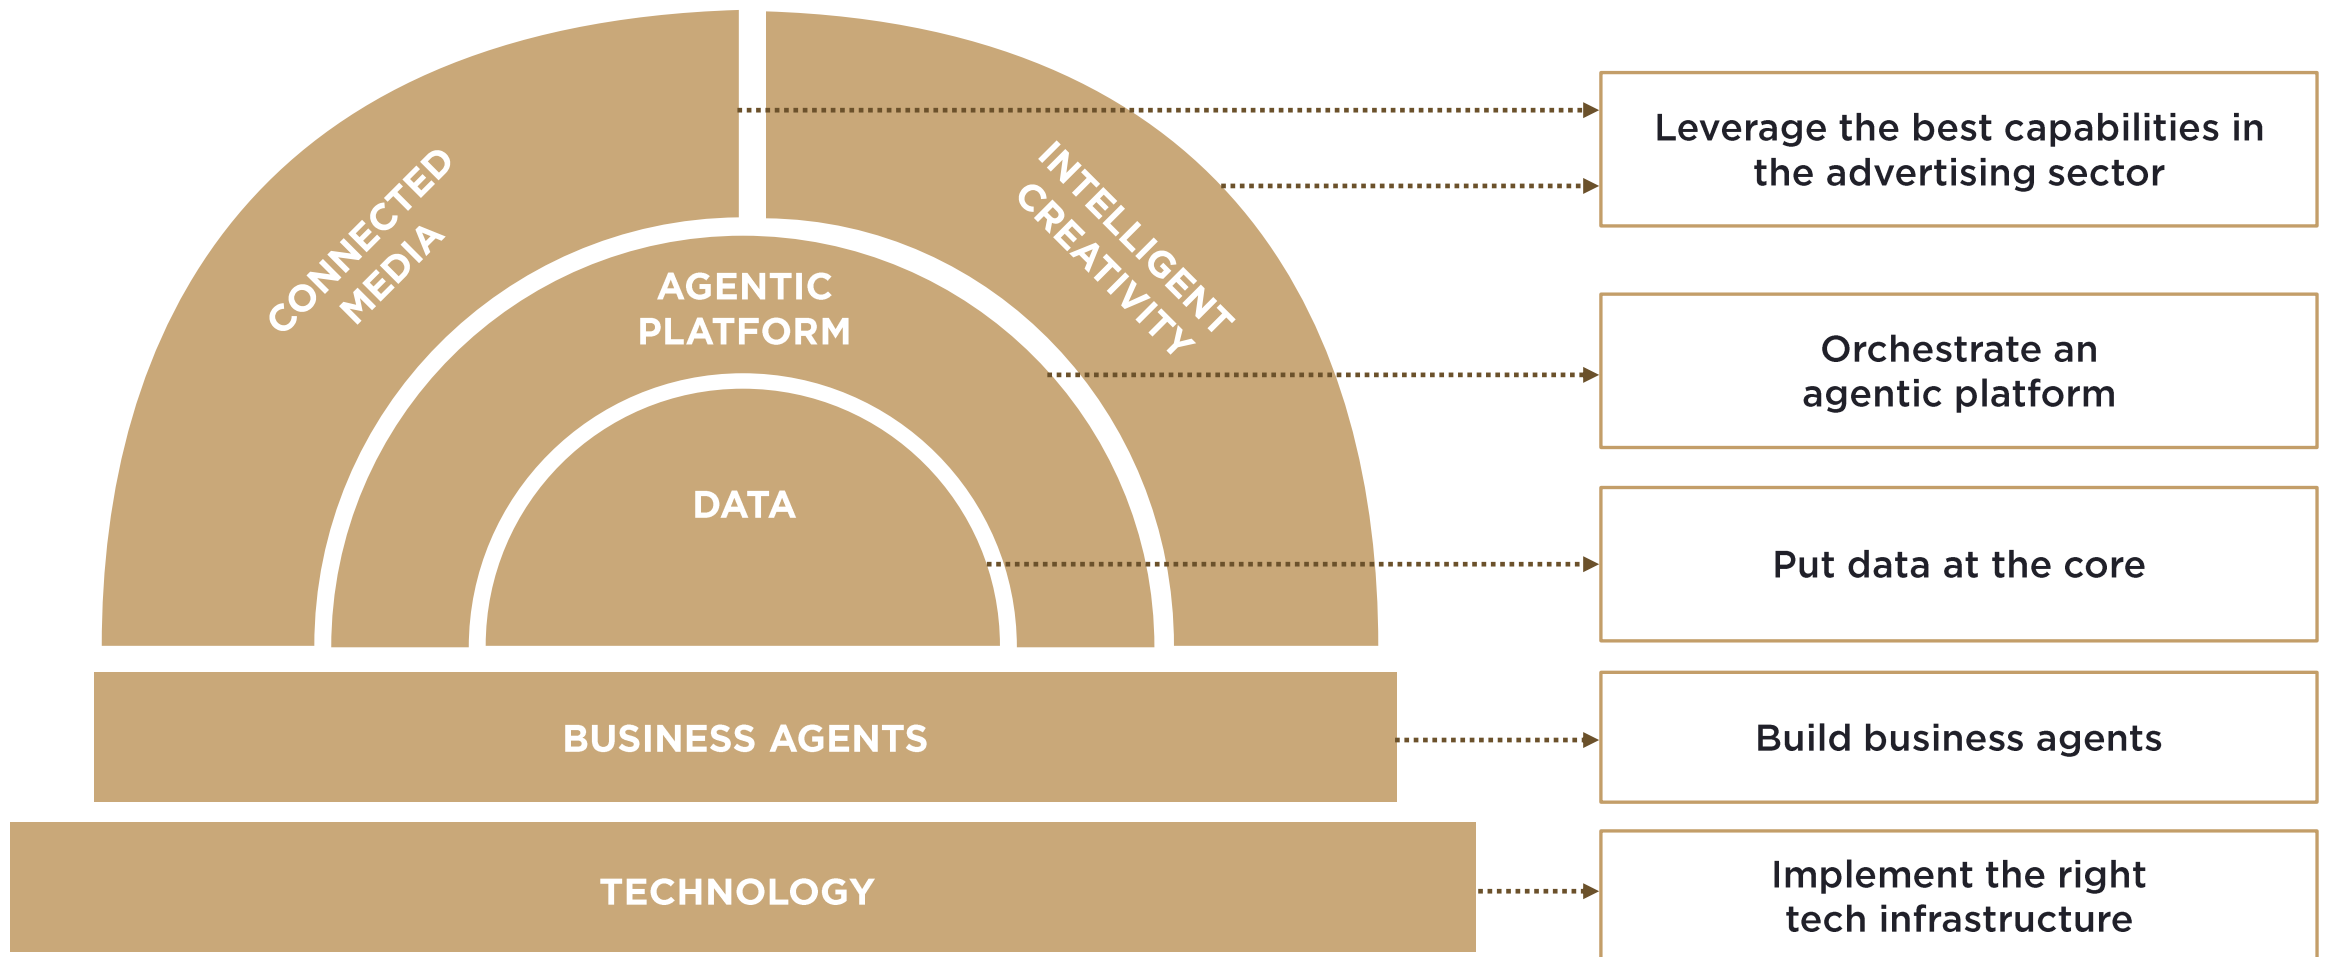 CONNECTED
MEDIA
INTELLIGENT
CREATIVITY
AGENTIC
PLATFORM
DATA
BUSINESS AGENTS
TECHNOLOGY
Leverage the best capabilities in
the advertising sector
Orchestrate an
agentic platform
Put data at the core
Build business agents
Implement the right
tech infrastructure